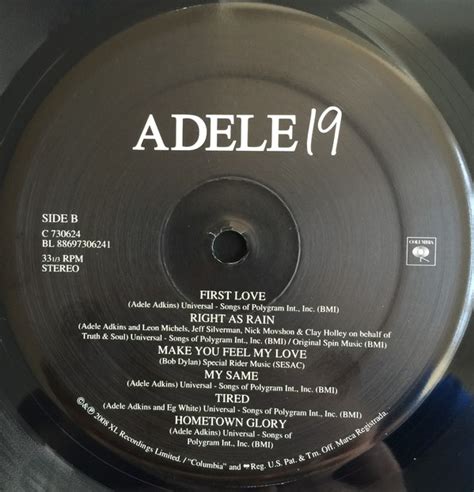 ADELE 19
SIDE B
C 730624
BL 88697306241
33 1/3 RPM
STEREO
COLUMBIA
FIRST LOVE
(Adele Adkins) Universal - Songs of Polygram Int., Inc. (BMI)
RIGHT AS RAIN
(Adele Adkins and Leon Michels, Jeff Silverman, Nick Movshon & Clay Holley on behalf of
Truth & Soul) Universal - Songs of Polygram Int., Inc. (BMI) / Original Spin Music (BMI)
MAKE YOU FEEL MY LOVE
(Bob Dylan) Special Rider Music (SESAC)
MY SAME
(Adele Adkins) Universal - Songs of Polygram Int., Inc. (BMI)
TIRED
(Adele Adkins and Eg White) Universal - Songs of Polygram Int., Inc. (BMI)
HOMETOWN GLORY
(Adele Adkins) Universal - Songs of
Polygram Int., Inc. (BMI)
©&℗ 2008 XL Recordings Limited. / "Columbia" and Reg. U.S. Pat. & Tm. Off. Marca Registrada.